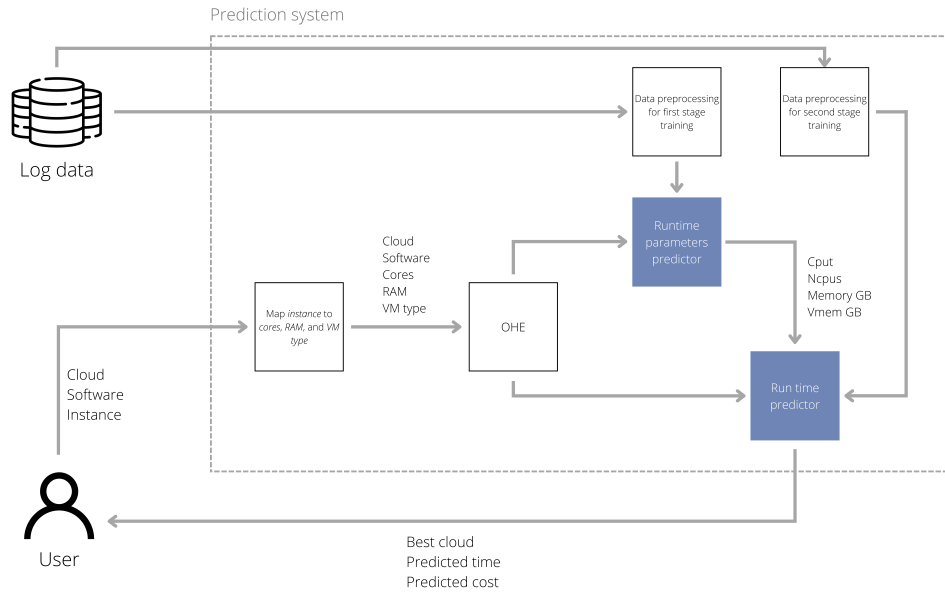 Prediction system
Log data
Data preprocessing
for first stage
training
Data preprocessing
for second stage
training
Runtime
parameters
predictor
Cloud
Software
Cores
RAM
VM type
Cput
Ncpus
Memory GB
Vmem GB
Map instance to
cores, RAM, and VM
type
OHE
Cloud
Software
Instance
Run time
predictor
User
Best cloud
Predicted time
Predicted cost